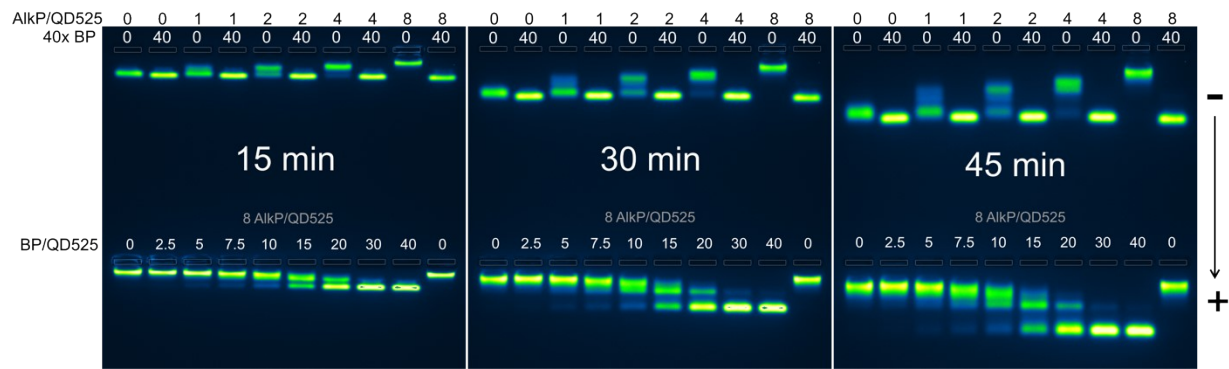 AlkP/QD525 0 0 1 1 2 2 4 4 8 8 0 0 1 1 2 2 4 4 8 8 0 0 1 1 2 2 4 4 8 8
40x BP 0 40 0 40 0 40 0 40 0 40 0 40 0 40 0 40 0 40 0 40 0 40 0 40 0 40 0 40 0 40
-
15 min 30 min 45 min
8 AlkP/QD525 8 AlkP/QD525 8 AlkP/QD525
BP/QD525 0 2.5 5 7.5 10 15 20 30 40 0 0 2.5 5 7.5 10 15 20 30 40 0 0 2.5 5 7.5 10 15 20 30 40 0
+